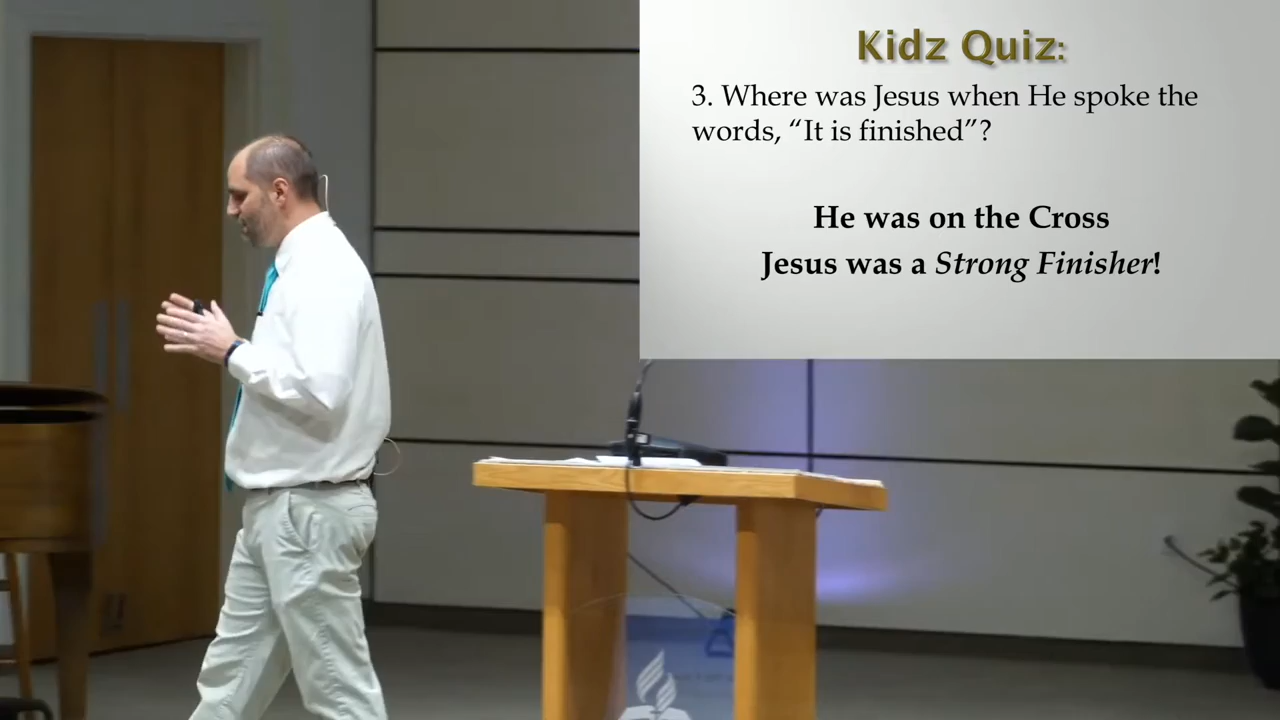 Kidz Quiz:
3. Where was Jesus when He spoke the
words, “It is finished”?
He was on the Cross
Jesus was a Strong Finisher!